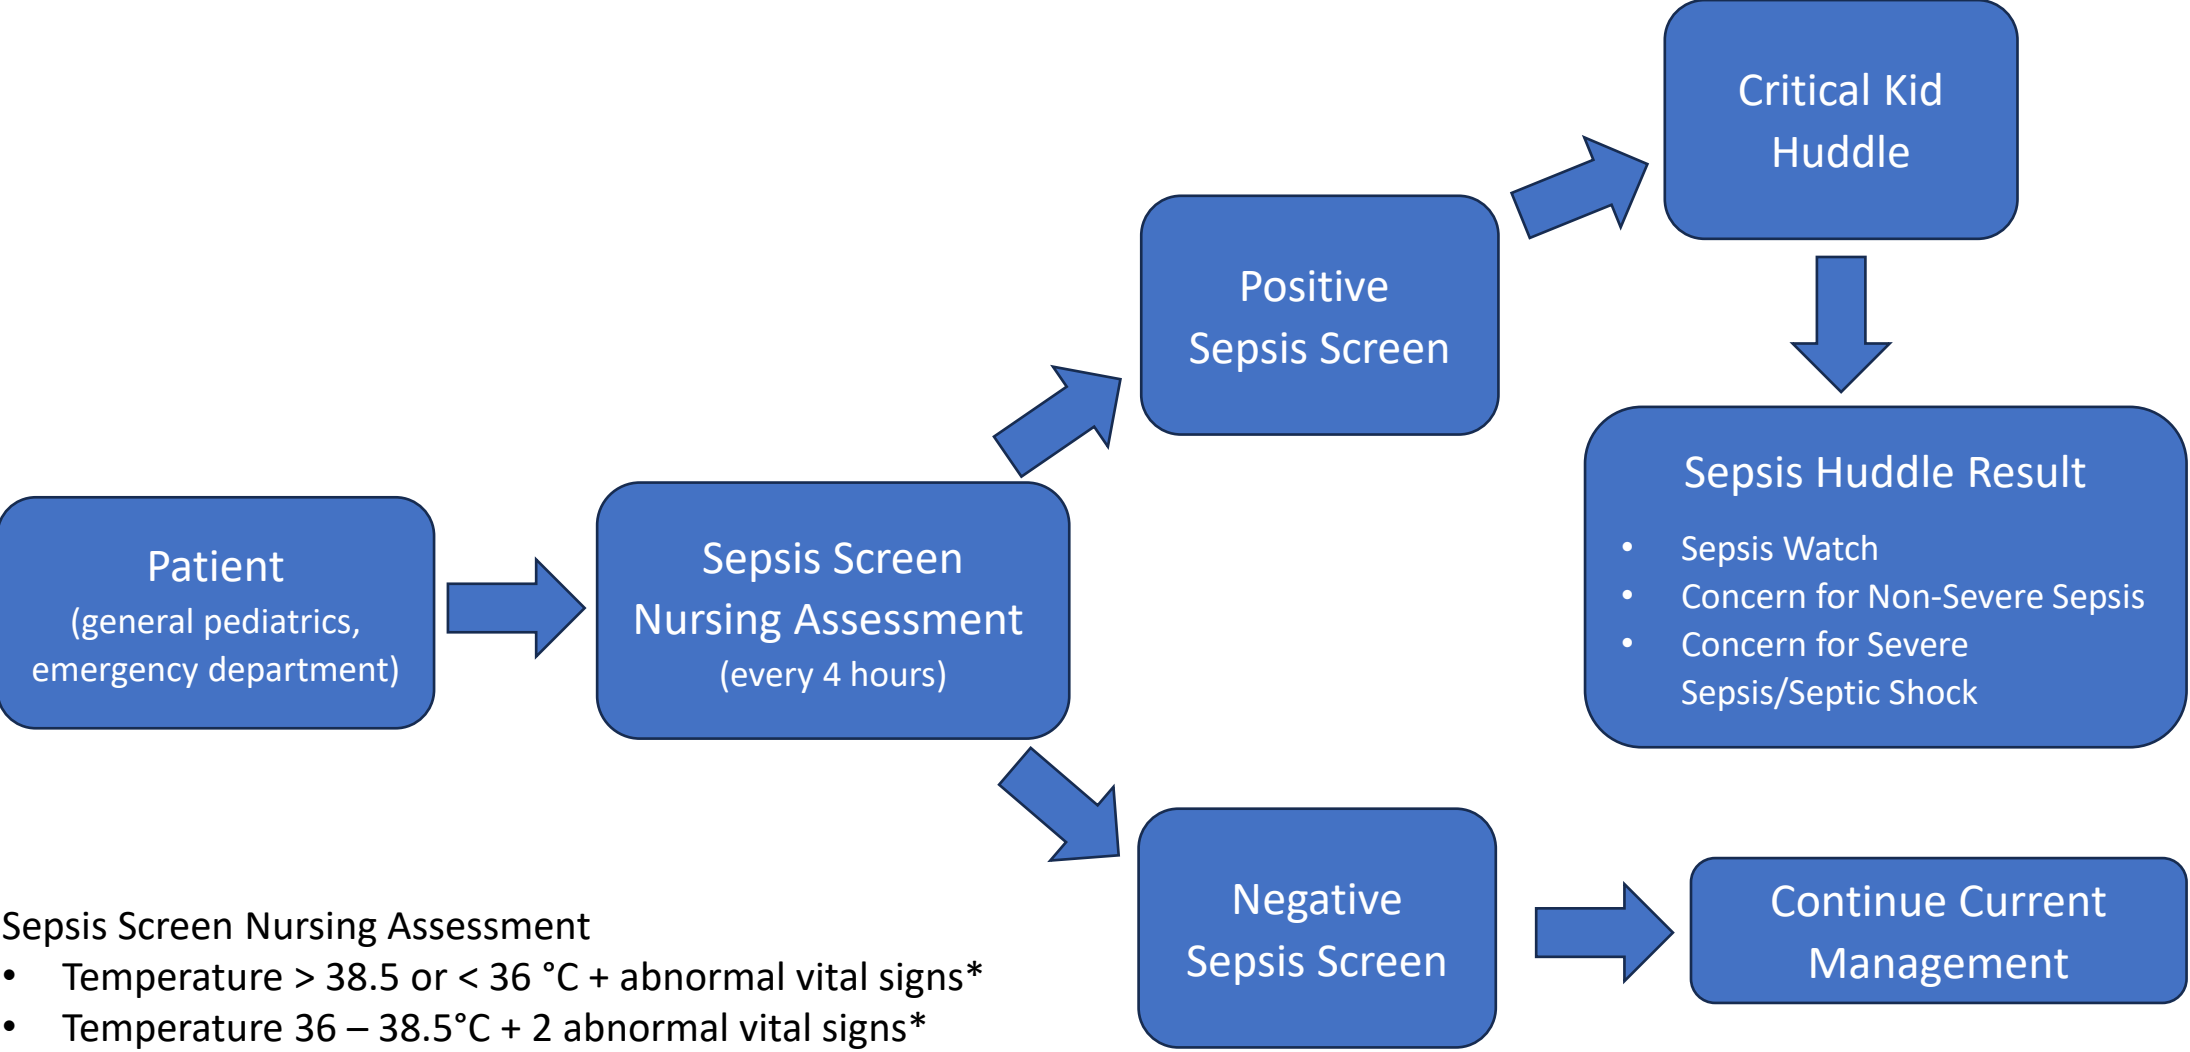 Patient
(general pediatrics,
emergency department)
Sepsis Screen
Nursing Assessment
(every 4 hours)
Positive
Sepsis Screen
Critical Kid
Huddle
Sepsis Huddle Result
• Sepsis Watch
• Concern for Non-Severe Sepsis
• Concern for Severe
Sepsis/Septic Shock
Negative
Sepsis Screen
Continue Current
Management
Sepsis Screen Nursing Assessment
• Temperature > 38.5 or < 36 °C + abnormal vital signs*
• Temperature 36 – 38.5°C + 2 abnormal vital signs*